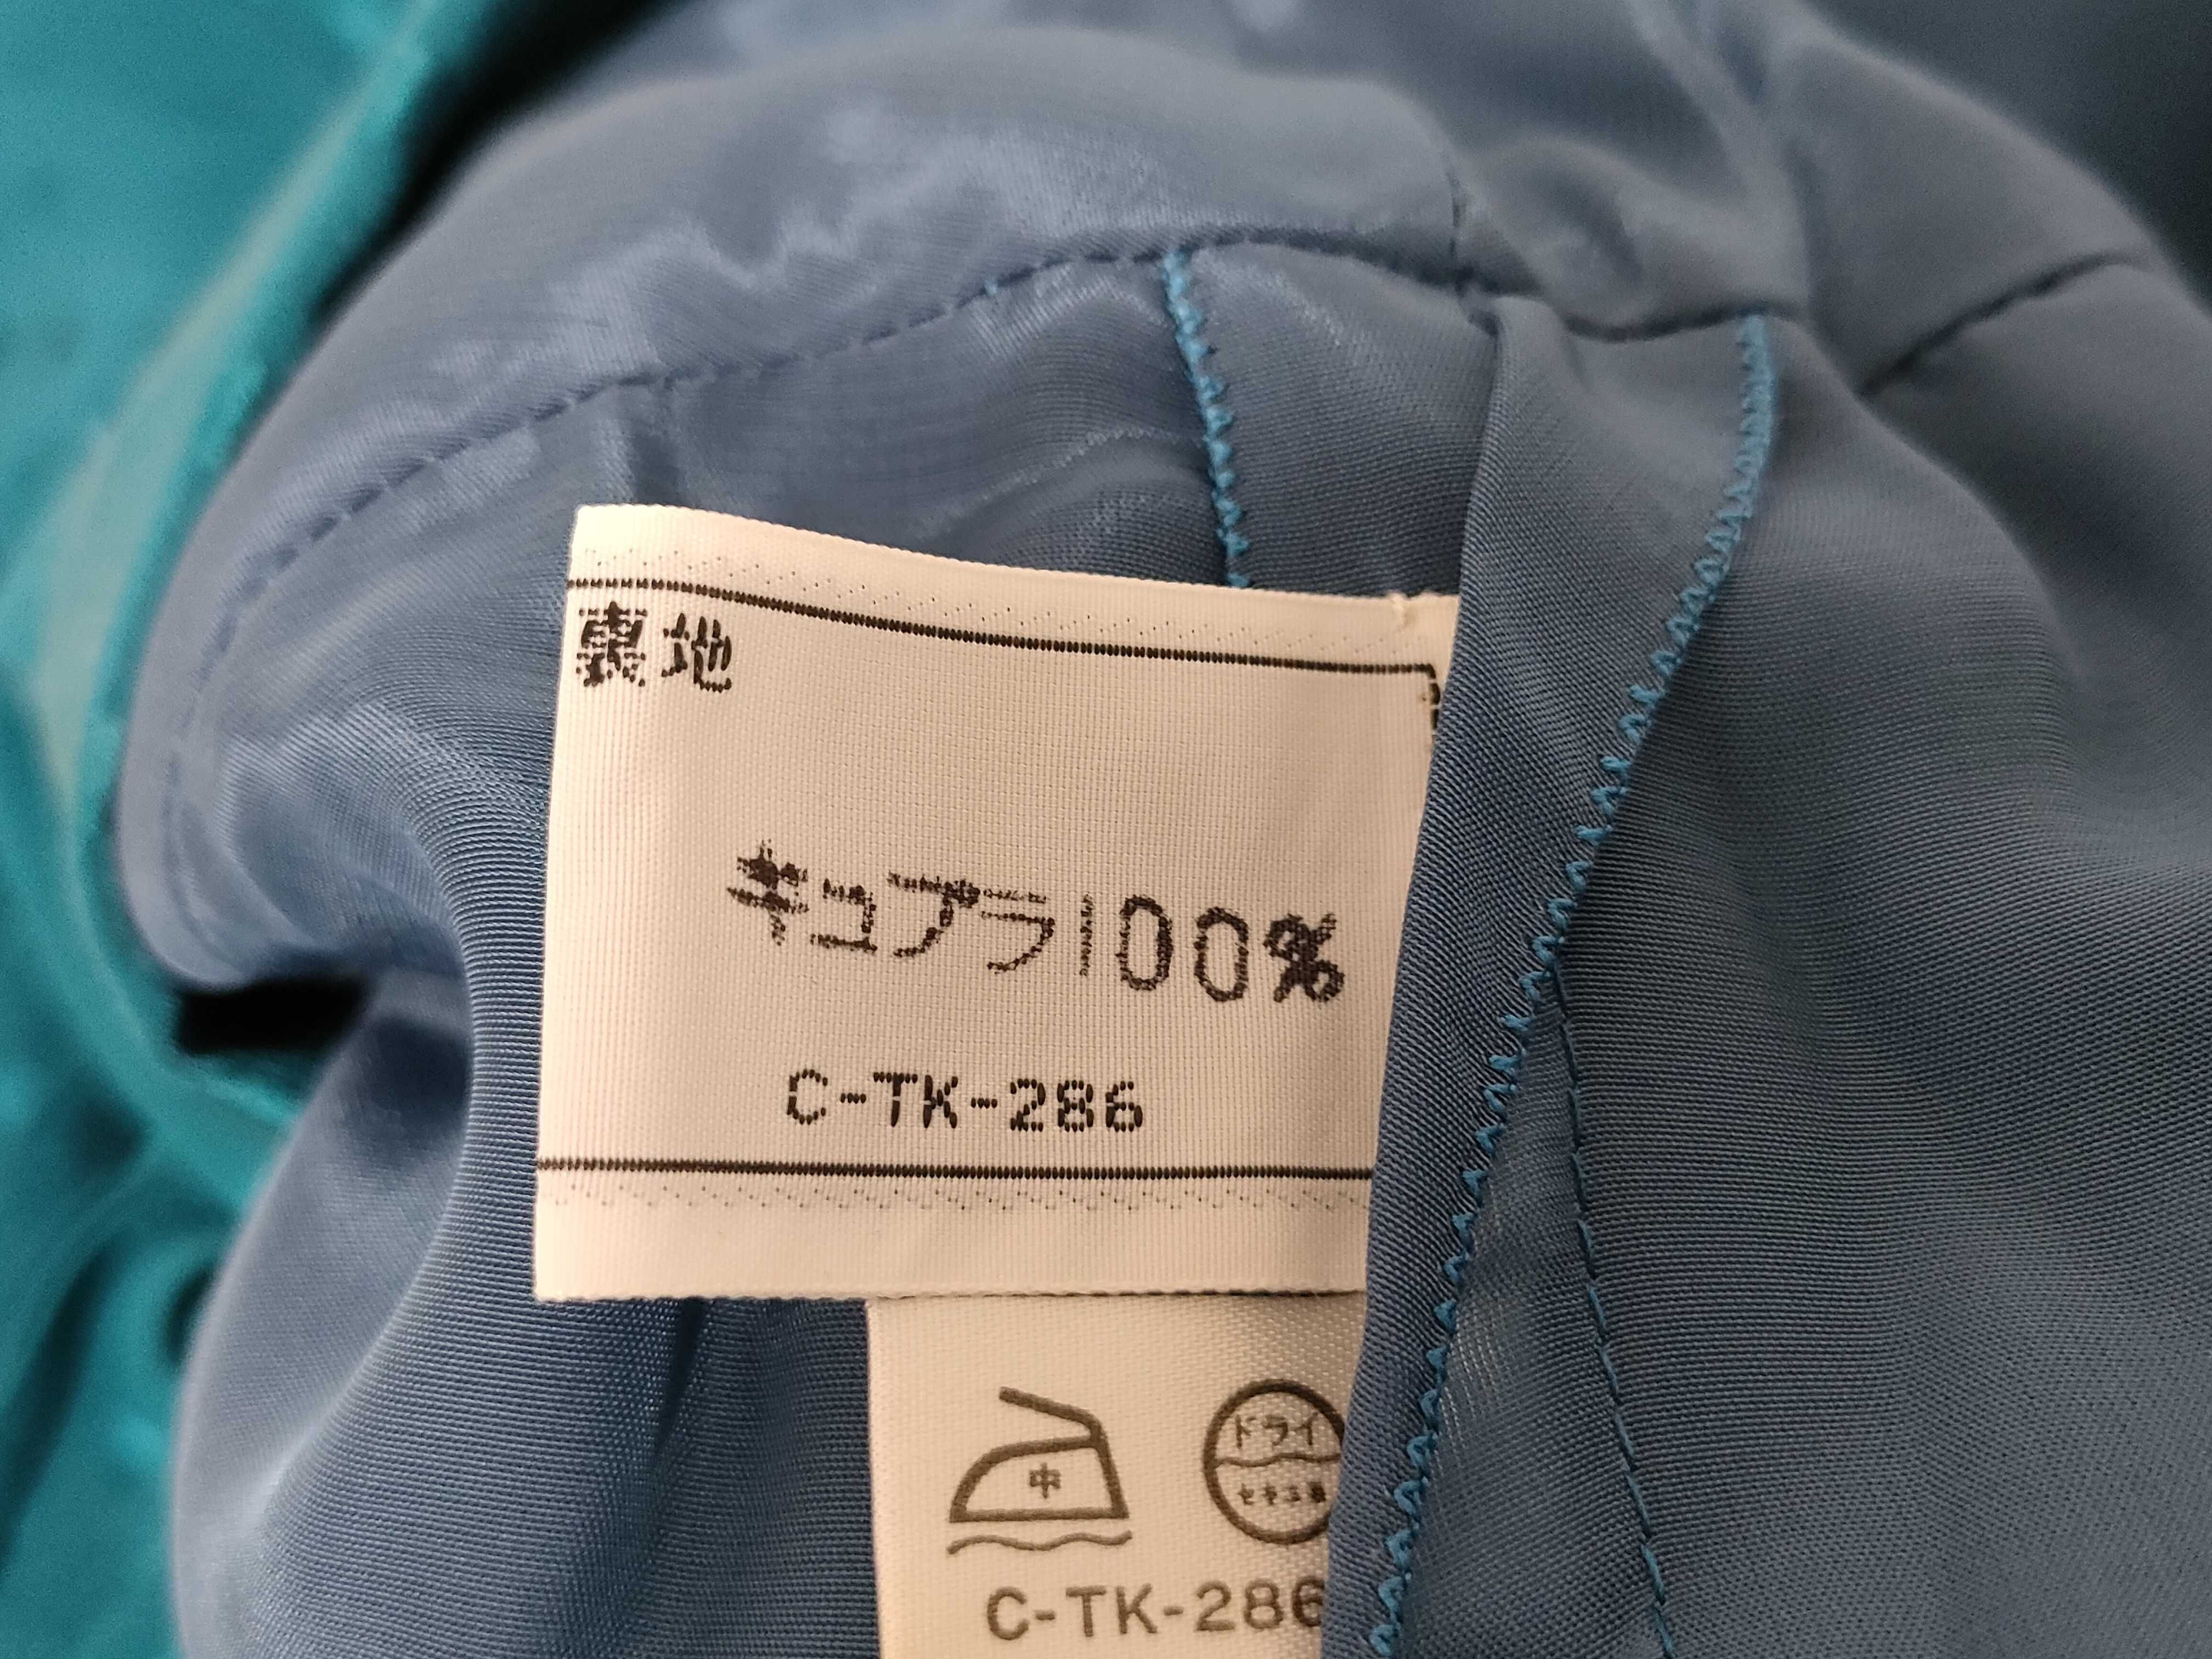 裏地
キュプラ100%
C-TK-286
中
ドライ
セキユ系
C-TK-286